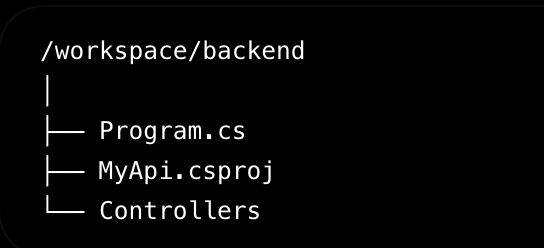 /workspace/backend
│
├── Program.cs
├── MyApi.csproj
└── Controllers